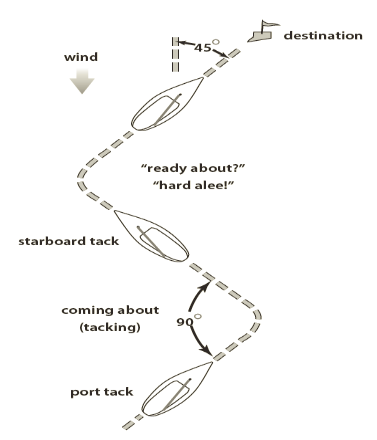 destination
45°
wind
“ready about?”
“hard alee!”
starboard tack
coming about
(tacking)
90°
port tack